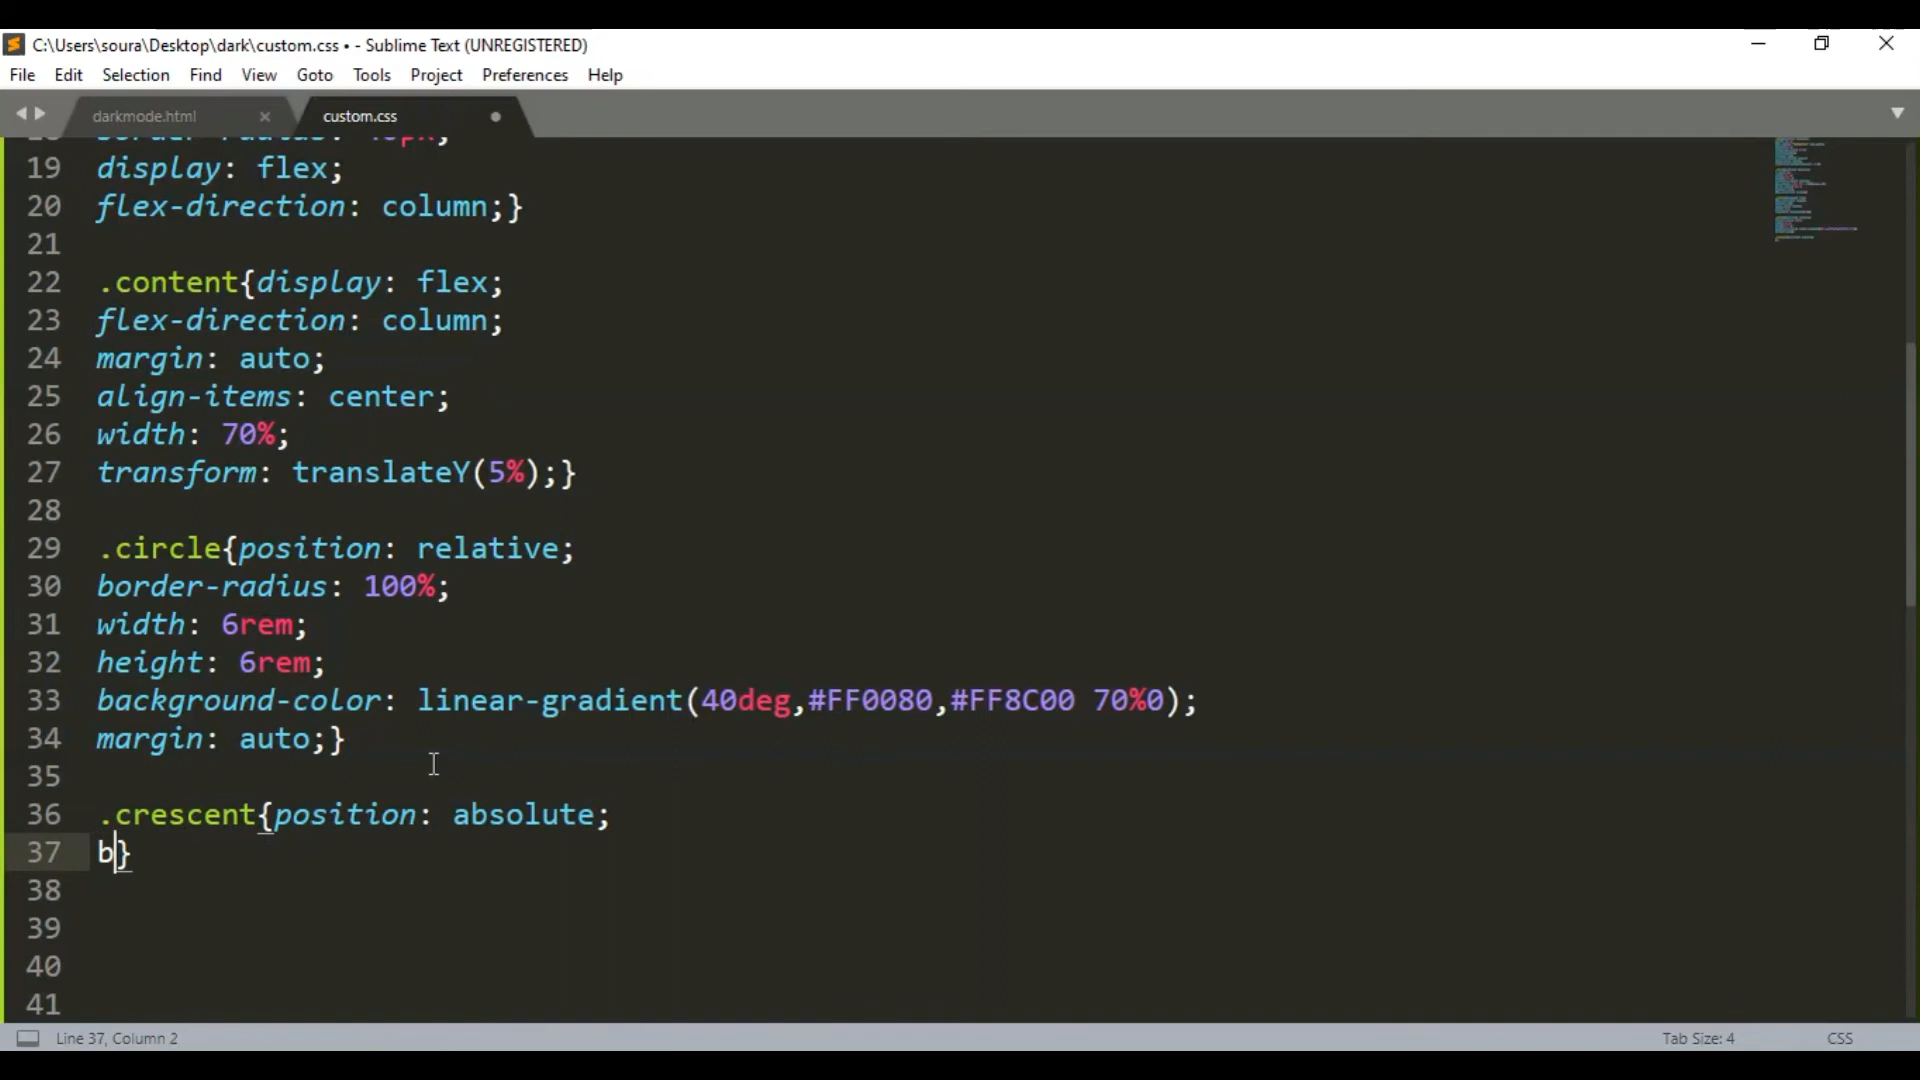 C:\Users\soura\Desktop\dark\custom.css • - Sublime Text (UNREGISTERED)
File Edit Selection Find View Goto Tools Project Preferences Help
darkmode.html × custom.css
19 display: flex;
20 flex-direction: column;}
21
22 .content{display: flex;
23 flex-direction: column;
24 margin: auto;
25 align-items: center;
26 width: 70%;
27 transform: translateY(5%);}
28
29 .circle{position: relative;
30 border-radius: 100%;
31 width: 6rem;
32 height: 6rem;
33 background-color: linear-gradient(40deg,#FF0080,#FF8C00 70%0);
34 margin: auto;}
35
36 .crescent{position: absolute;
37 b}
38
39
40
41
Line 37, Column 2 Tab Size: 4 CSS